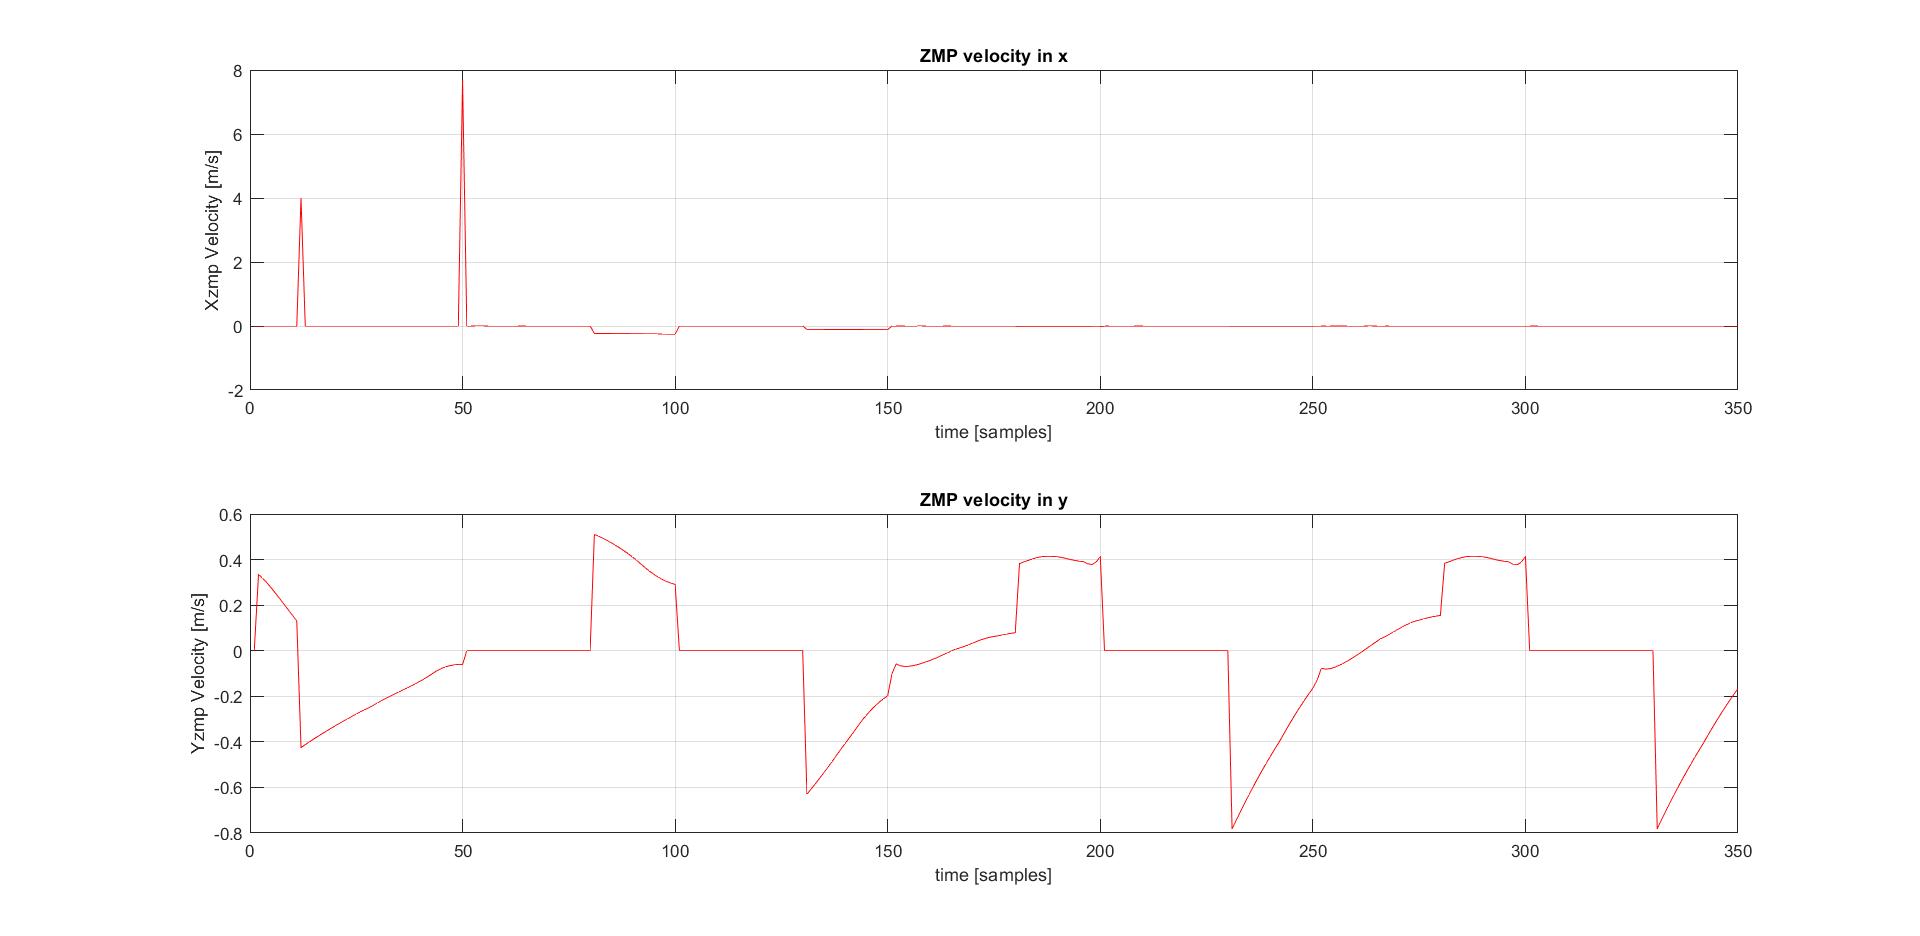 ZMP velocity in x
Xzmp Velocity [m/s]
8
6
4
2
0
-2
0 50 100 150 200 250 300 350
time [samples]
ZMP velocity in y
Yzmp Velocity [m/s]
0.6
0.4
0.2
0
-0.2
-0.4
-0.6
-0.8
0 50 100 150 200 250 300 350
time [samples]